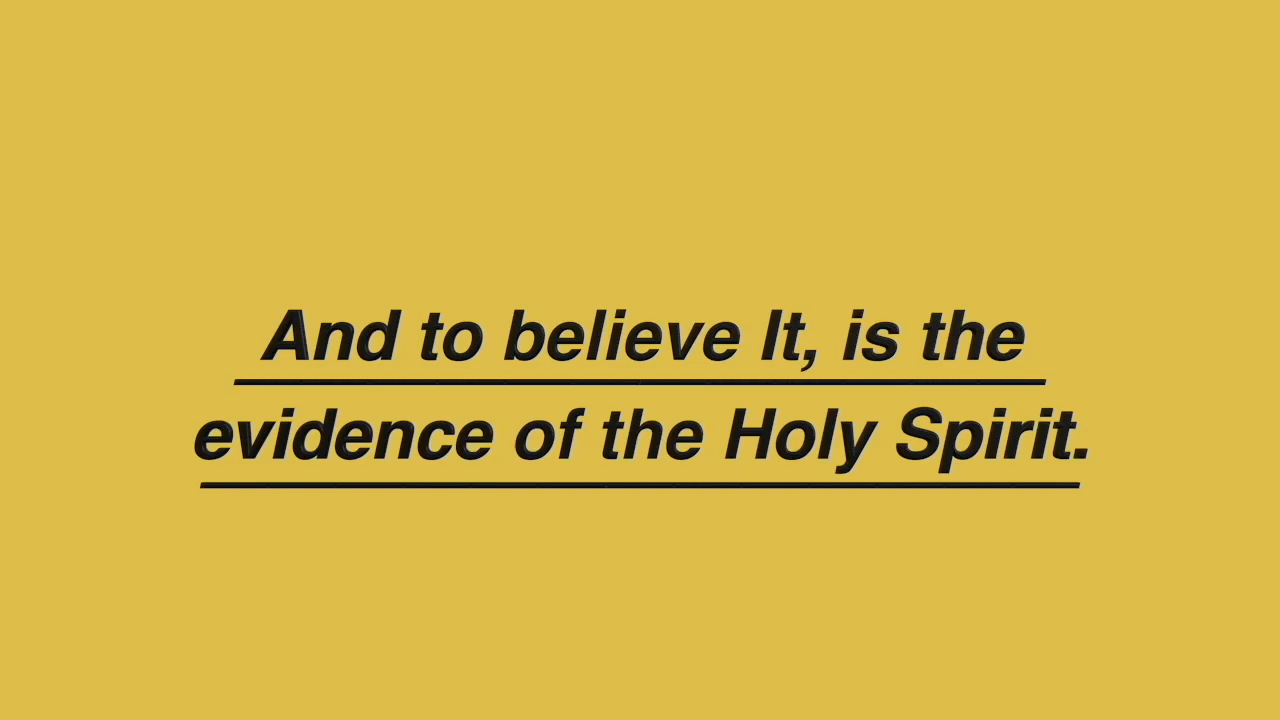 And to believe It, is the
evidence of the Holy Spirit.